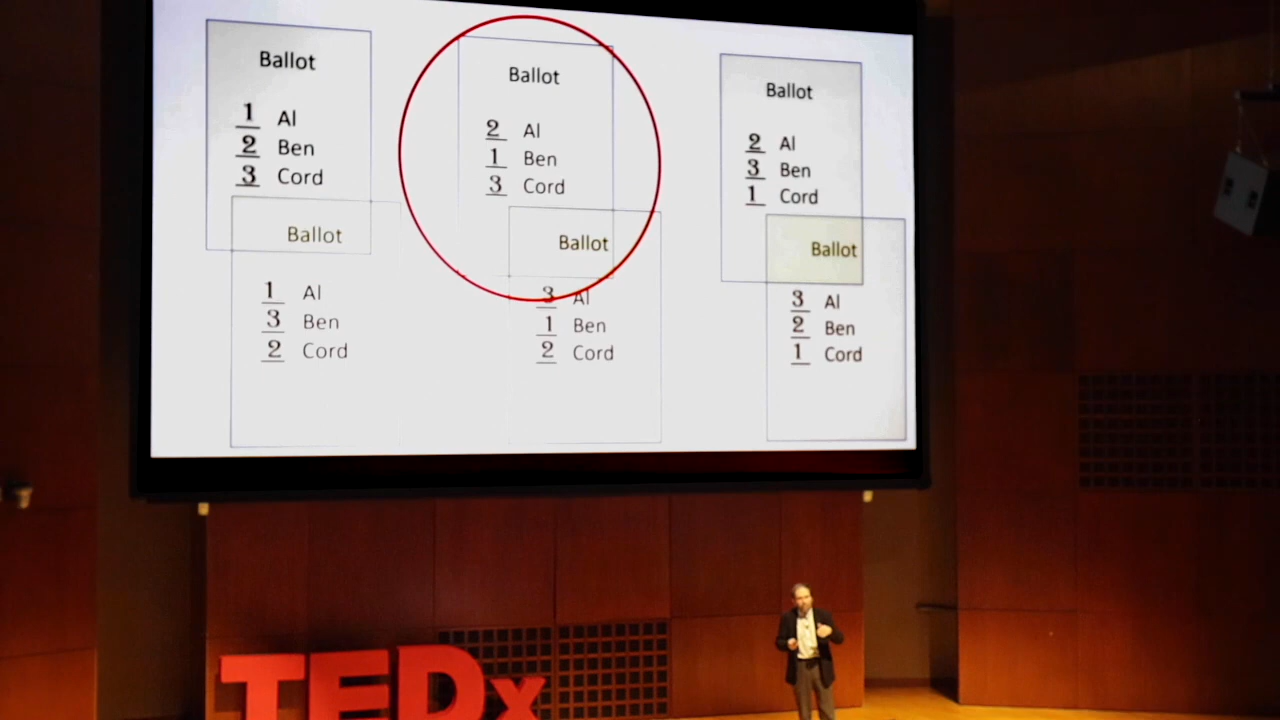 Ballot
1 Al
2 Ben
3 Cord
Ballot
1 Al
3 Ben
2 Cord
Ballot
2 Al
1 Ben
3 Cord
Ballot
3 Al
1 Ben
2 Cord
Ballot
2 Al
3 Ben
1 Cord
Ballot
3 Al
2 Ben
1 Cord
TEDx